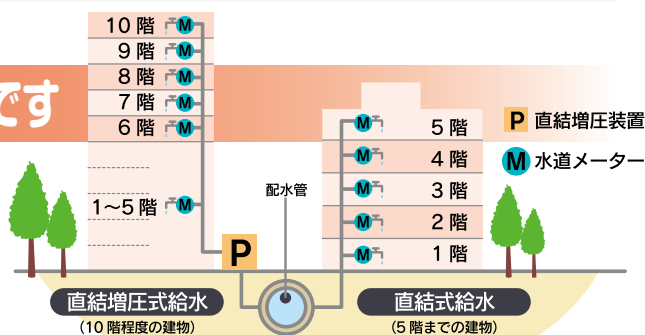 です
10階 M
9階 M
8階 M
7階 M
6階 M
1～5階 M
P
配水管
M 5階
M 4階
M 3階
M 2階
M 1階
P 直結増圧装置
M 水道メーター
直結増圧式給水
（10階程度の建物）
直結式給水
（5階までの建物）